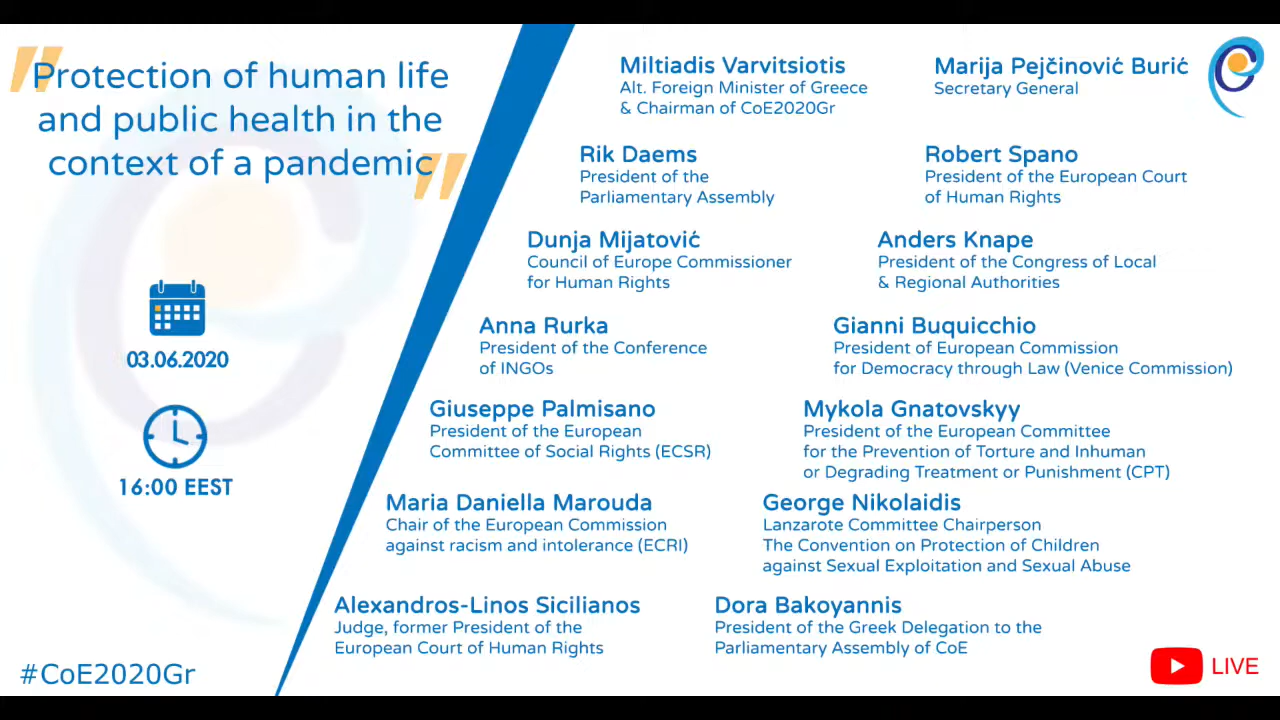 "Protection of human life
and public health in the
context of a pandemic"
03.06.2020
16:00 EEST
#CoE2020Gr
Miltiadis Varvitsiotis
Alt. Foreign Minister of Greece
& Chairman of CoE2020Gr
Marija Pejčinović Burić
Secretary General
Rik Daems
President of the
Parliamentary Assembly
Robert Spano
President of the European Court
of Human Rights
Dunja Mijatović
Council of Europe Commissioner
for Human Rights
Anders Knape
President of the Congress of Local
& Regional Authorities
Anna Rurka
President of the Conference
of INGOs
Gianni Buquicchio
President of European Commission
for Democracy through Law (Venice Commission)
Giuseppe Palmisano
President of the European
Committee of Social Rights (ECSR)
Mykola Gnatovskyy
President of the European Committee
for the Prevention of Torture and Inhuman
or Degrading Treatment or Punishment (CPT)
Maria Daniella Marouda
Chair of the European Commission
against racism and intolerance (ECRI)
George Nikolaidis
Lanzarote Committee Chairperson
The Convention on Protection of Children
against Sexual Exploitation and Sexual Abuse
Alexandros-Linos Sicilianos
Judge, former President of the
European Court of Human Rights
Dora Bakoyannis
President of the Greek Delegation to the
Parliamentary Assembly of CoE
LIVE